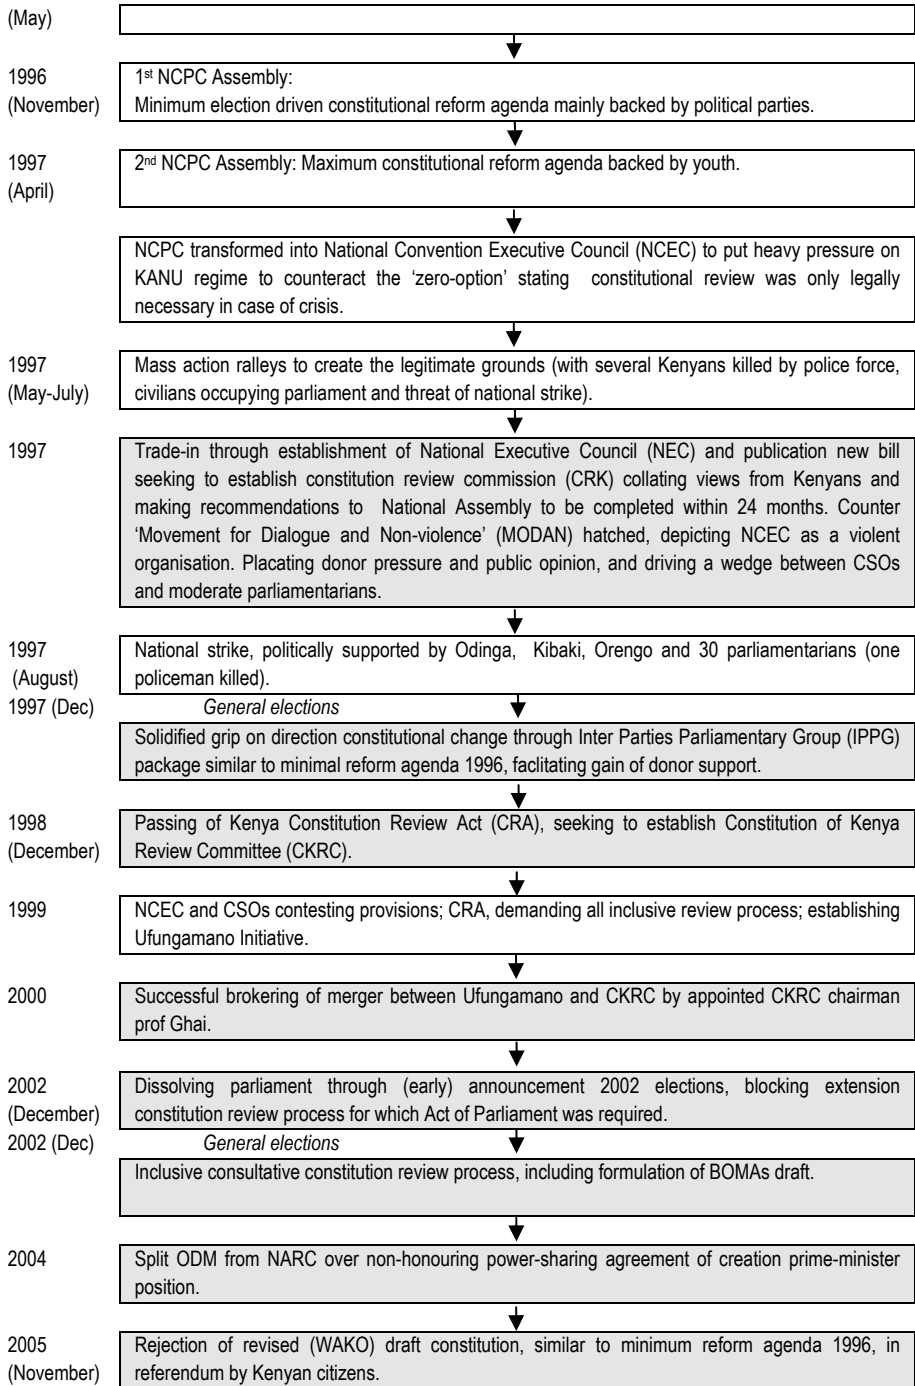 (May)
1996 1st NCPC Assembly:
(November) Minimum election driven constitutional reform agenda mainly backed by political parties.
1997 2nd NCPC Assembly: Maximum constitutional reform agenda backed by youth.
(April)
NCPC transformed into National Convention Executive Council (NCEC) to put heavy pressure on
KANU regime to counteract the ‘zero-option’ stating constitutional review was only legally
necessary in case of crisis.
1997 Mass action ralleys to create the legitimate grounds (with several Kenyans killed by police force,
(May-July) civilians occupying parliament and threat of national strike).
1997 Trade-in through establishment of National Executive Council (NEC) and publication new bill
seeking to establish constitution review commission (CRK) collating views from Kenyans and
making recommendations to National Assembly to be completed within 24 months. Counter
‘Movement for Dialogue and Non-violence’ (MODAN) hatched, depicting NCEC as a violent
organisation. Placating donor pressure and public opinion, and driving a wedge between CSOs
and moderate parliamentarians.
1997 National strike, politically supported by Odinga, Kibaki, Orengo and 30 parliamentarians (one
(August) policeman killed).
1997 (Dec) General elections
Solidified grip on direction constitutional change through Inter Parties Parliamentary Group (IPPG)
package similar to minimal reform agenda 1996, faclitating gain of donor support.
1998 Passing of Kenya Constitution Review Act (CRA), seeking to establish Constitution of Kenya
(December) Review Committee (CKRC).
1999 NCEC and CSOs contesting provisions; CRA, demanding all inclusive review process; establishing
Ufungamano Initiative.
2000 Successful brokering of merger between Ufungamano and CKRC by appointed CKRC chairman
prof Ghai.
2002 Dissolving parliament through (early) announcement 2002 elections, blocking extension
(December) constitution review process for which Act of Parliament was required.
2002 (Dec) General elections
Inclusive consultative constitution review process, including formulation of BOMAs draft.
2004 Split ODM from NARC over non-honouring power-sharing agreement of creation prime-minister
position.
2005 Rejection of revised (WAKO) draft constitution, similar to minimum reform agenda 1996, in
(November) referendum by Kenyan citizens.